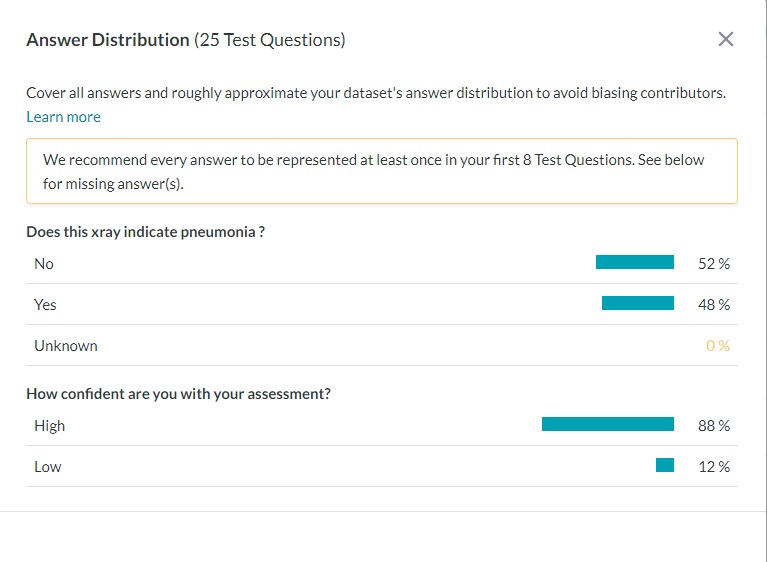 Answer Distribution (25 Test Questions)
Cover all answers and roughly approximate your dataset's answer distribution to avoid biasing contributors.
Learn more
We recommend every answer to be represented at least once in your first 8 Test Questions. See below
for missing answer(s).
Does this xray indicate pneumonia ?
No 52 %
Yes 48 %
Unknown 0 %
How confident are you with your assessment?
High 88 %
Low 12 %